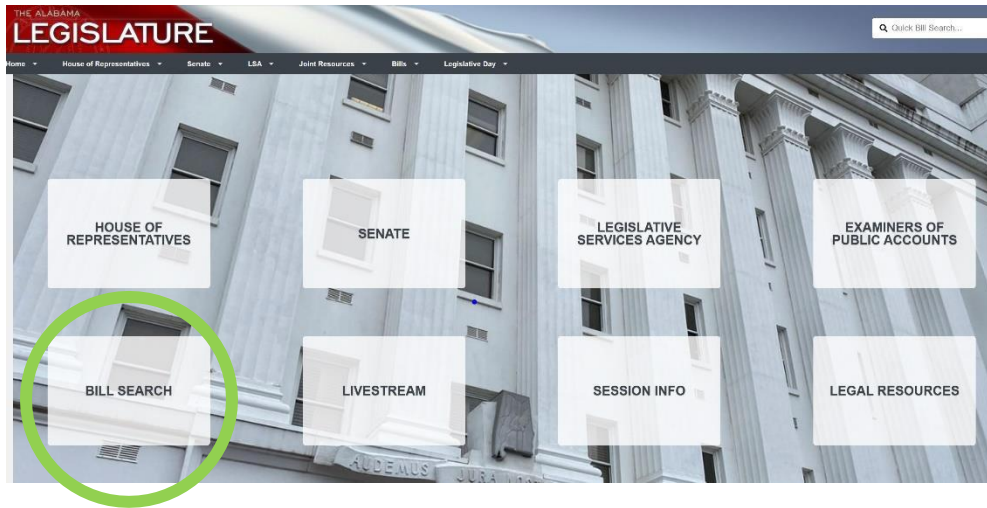 THE ALABAMA
LEGISLATURE
Quick Bill Search...
Home House of Representatives Senate LSA Joint Resources Bills Legislative Day
HOUSE OF
REPRESENTATIVES
SENATE
LEGISLATIVE
SERVICES AGENCY
EXAMINERS OF
PUBLIC ACCOUNTS
BILL SEARCH
LIVESTREAM
SESSION INFO
LEGAL RESOURCES
AUDEMUS JURA